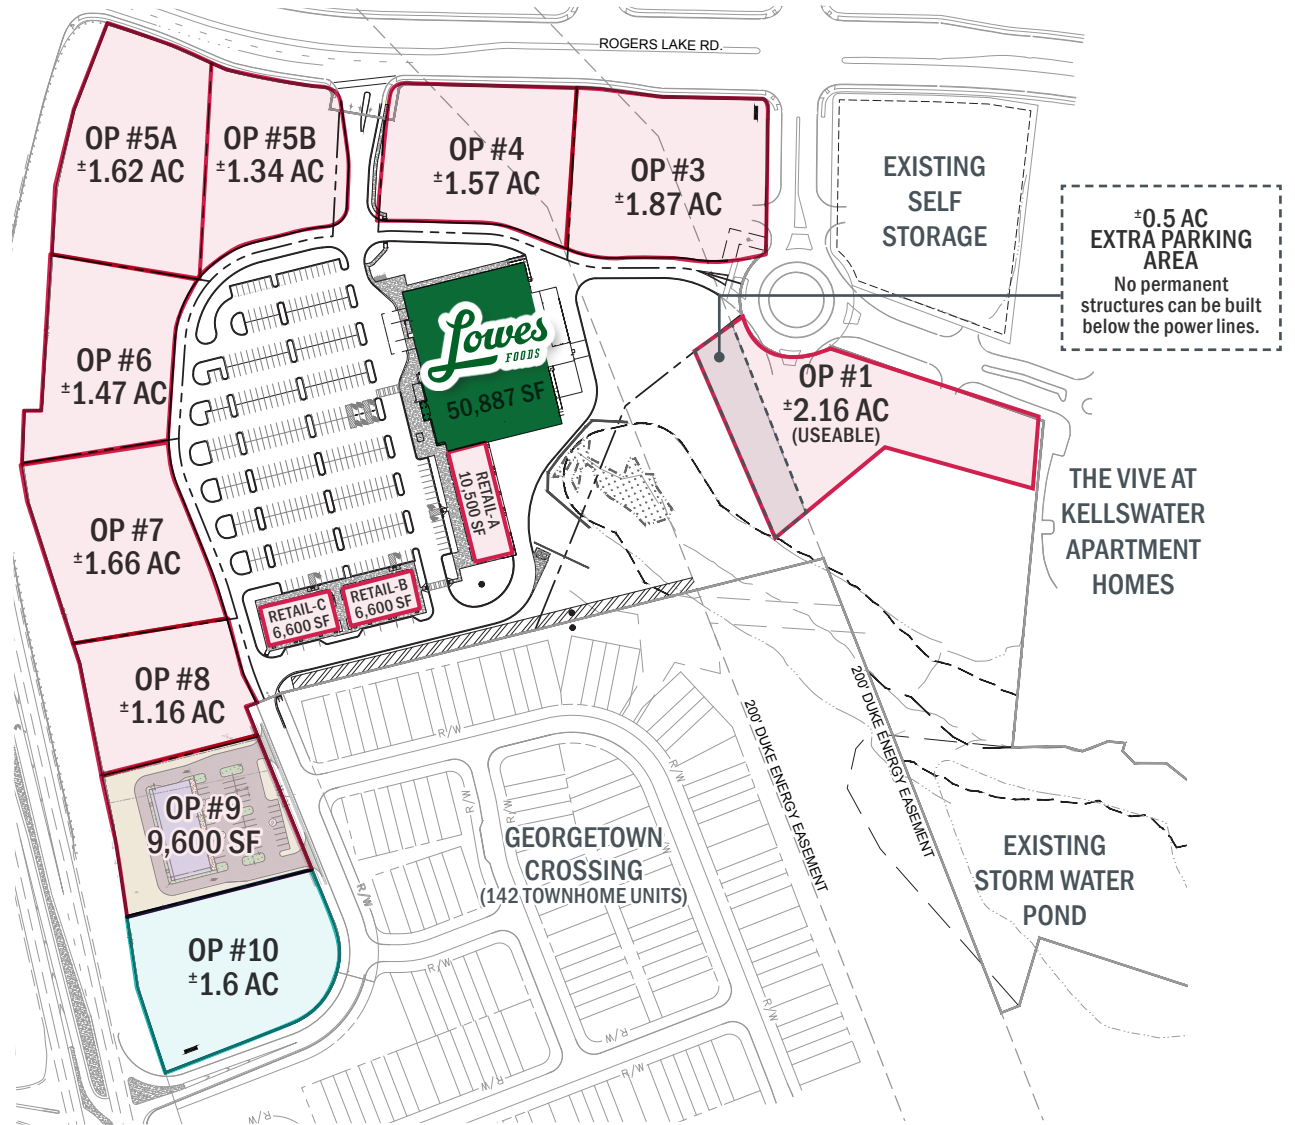 ROGERS LAKE RD.
OP #5A
±1.62 AC
OP #5B
±1.34 AC
OP #4
±1.57 AC
OP #3
±1.87 AC
EXISTING
SELF
STORAGE
±0.5 AC
EXTRA PARKING
AREA
No permanent
structures can be built
below the power lines.
Lowes
FOODS
50,887 SF
OP #6
±1.47 AC
OP #1
±2.16 AC
(USEABLE)
RETAIL-A
10,500 SF
THE VIVE AT
KELLSWATER
APARTMENT
HOMES
OP #7
±1.66 AC
RETAIL-C
6,600 SF
RETAIL-B
6,600 SF
OP #8
±1.16 AC
200' DUKE ENERGY EASEMENT
200' DUKE ENERGY EASEMENT
R/W
R/W
R/W
R/W
OP #9
9,600 SF
GEORGETOWN
CROSSING
(142 TOWNHOME UNITS)
EXISTING
STORM WATER
POND
R/W
OP #10
±1.6 AC
R/W
R/W
R/W
R/W
R/W
R/W